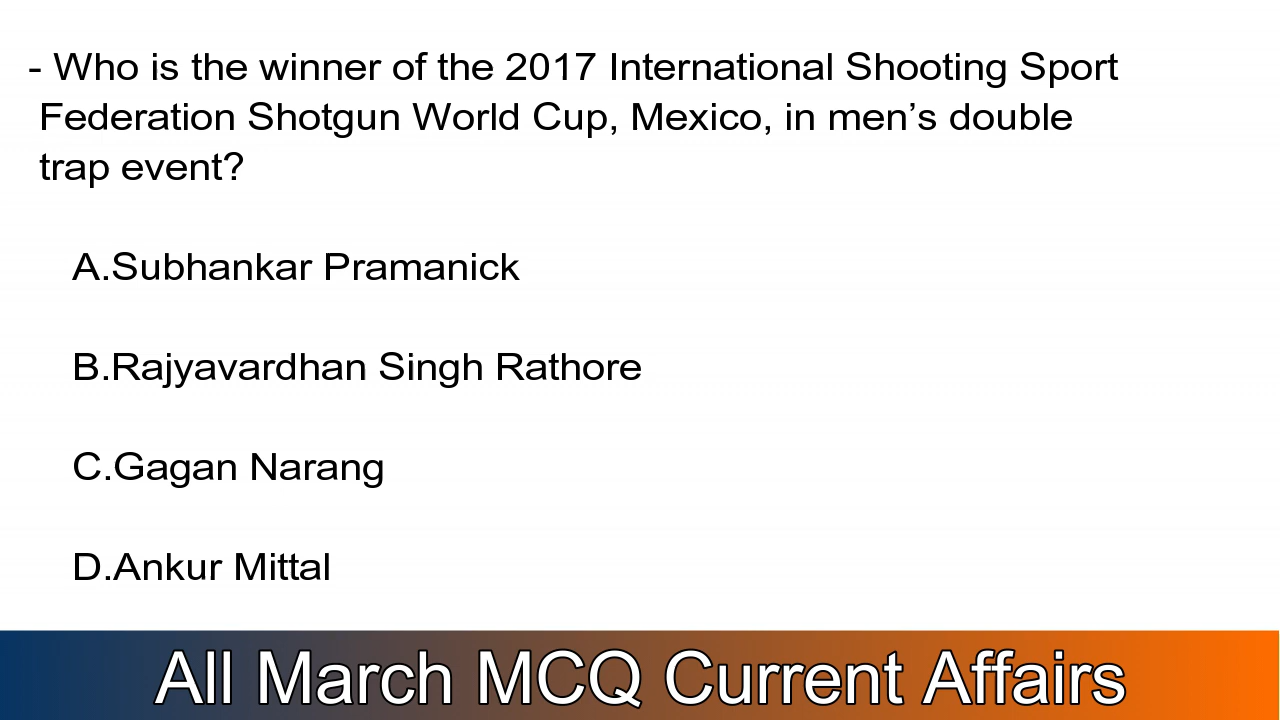 - Who is the winner of the 2017 International Shooting Sport
Federation Shotgun World Cup, Mexico, in men’s double
trap event?
A.Subhankar Pramanick
B.Rajyavardhan Singh Rathore
C.Gagan Narang
D.Ankur Mittal
All March MCQ Current Affairs